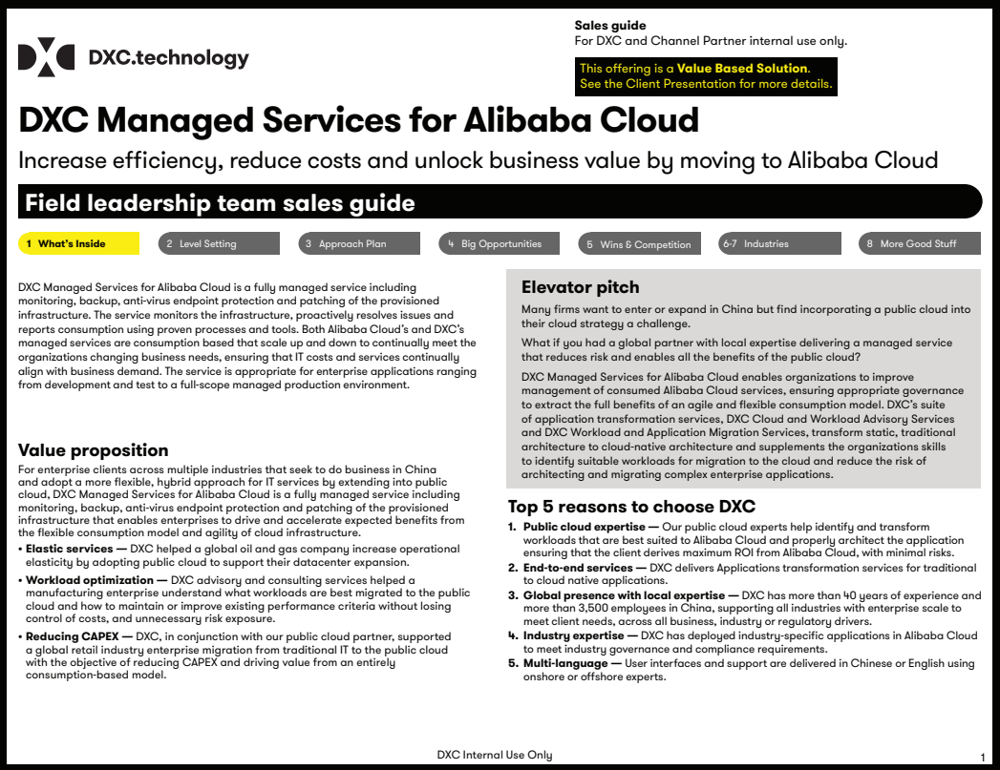 Sales guide
For DXC and Channel Partner internal use only.
DXC.technology
This offering is a Value Based Solution.
See the Client Presentation for more details.
DXC Managed Services for Alibaba Cloud
Increase efficiency, reduce costs and unlock business value by moving to Alibaba Cloud
Field leadership team sales guide
1 What's Inside
2 Level Setting
3 Approach Plan
4 Big Opportunities
5 Wins & Competition
6-7 Industries
8 More Good Stuff
DXC Managed Services for Alibaba Cloud is a fully managed service including
monitoring, backup, anti-virus endpoint protection and patching of the provisioned
infrastructure. The service monitors the infrastructure, proactively resolves issues and
reports consumption using proven processes and tools. Both Alibaba Cloud's and DXC's
managed services are consumption based that scale up and down to continually meet the
organizations changing business needs, ensuring that IT costs and services continually
align with business demand. The service is appropriate for enterprise applications ranging
from development and test to a full-scope managed production environment.
Value proposition
For enterprise clients across multiple industries that seek to do business in China
and adopt a more flexible, hybrid approach for IT services by extending into public
cloud, DXC Managed Services for Alibaba Cloud is a fully managed service including
monitoring, backup, anti-virus endpoint protection and patching of the provisioned
infrastructure that enables enterprises to drive and accelerate expected benefits from
the flexible consumption model and agility of cloud infrastructure.
• Elastic services — DXC helped a global oil and gas company increase operational
elasticity by adopting public cloud to support their datacenter expansion.
• Workload optimization — DXC advisory and consulting services helped a
manufacturing enterprise understand what workloads are best migrated to the public
cloud and how to maintain or improve existing performance criteria without losing
control of costs, and unnecessary risk exposure.
• Reducing CAPEX — DXC, in conjunction with our public cloud partner, supported
a global retail industry enterprise migration from traditional IT to the public cloud
with the objective of reducing CAPEX and driving value from an entirely
consumption-based model.
Elevator pitch
Many firms want to enter or expand in China but find incorporating a public cloud into
their cloud strategy a challenge.
What if you had a global partner with local expertise delivering a managed service
that reduces risk and enables all the benefits of the public cloud?
DXC Managed Services for Alibaba Cloud enables organizations to improve
management of consumed Alibaba Cloud services, ensuring appropriate governance
to extract the full benefits of an agile and flexible consumption model. DXC's suite
of application transformation services, DXC Cloud and Workload Advisory Services
and DXC Workload and Application Migration Services, transform static, traditional
architecture to cloud-native architecture and supplements the organizations skills
to identify suitable workloads for migration to the cloud and reduce the risk of
architecting and migrating complex enterprise applications.
Top 5 reasons to choose DXC
1. Public cloud expertise — Our public cloud experts help identify and transform
workloads that are best suited to Alibaba Cloud and properly architect the application
ensuring that the client derives maximum ROI from Alibaba Cloud, with minimal risks.
2. End-to-end services — DXC delivers Applications transformation services for traditional
to cloud native applications.
3. Global presence with local expertise — DXC has more than 40 years of experience and
more than 3,500 employees in China, supporting all industries with enterprise scale to
meet client needs, across all business, industry or regulatory drivers.
4. Industry expertise — DXC has deployed industry-specific applications in Alibaba Cloud
to meet industry governance and compliance requirements.
5. Multi-language — User interfaces and support are delivered in Chinese or English using
onshore or offshore experts.
DXC Internal Use Only
1